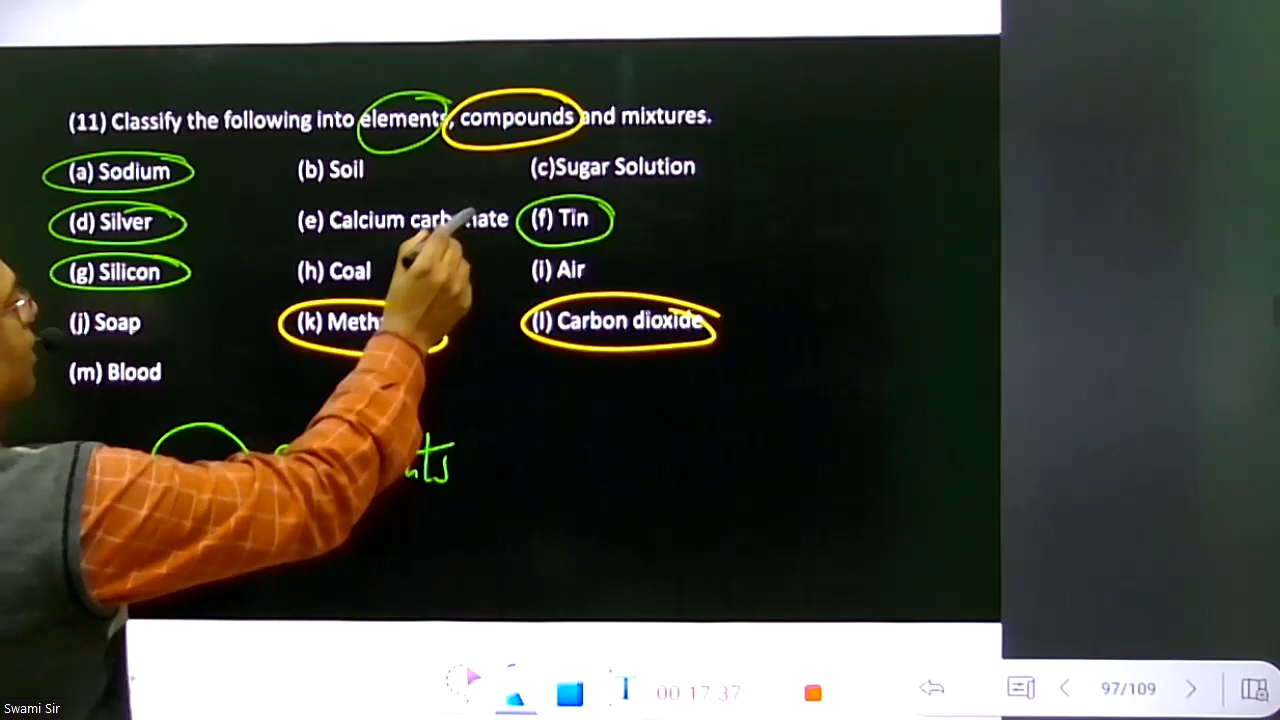 (11) Classify the following into elements, compounds and mixtures.
(a) Sodium (b) Soil (c)Sugar Solution
(d) Silver (e) Calcium (f) Tin
(g) Silicon (h) Coal (i) Air
(j) Soap (k) (l) Carbon dioxide
(m) Blood
Swami Sir
T 00:17:37 97/109